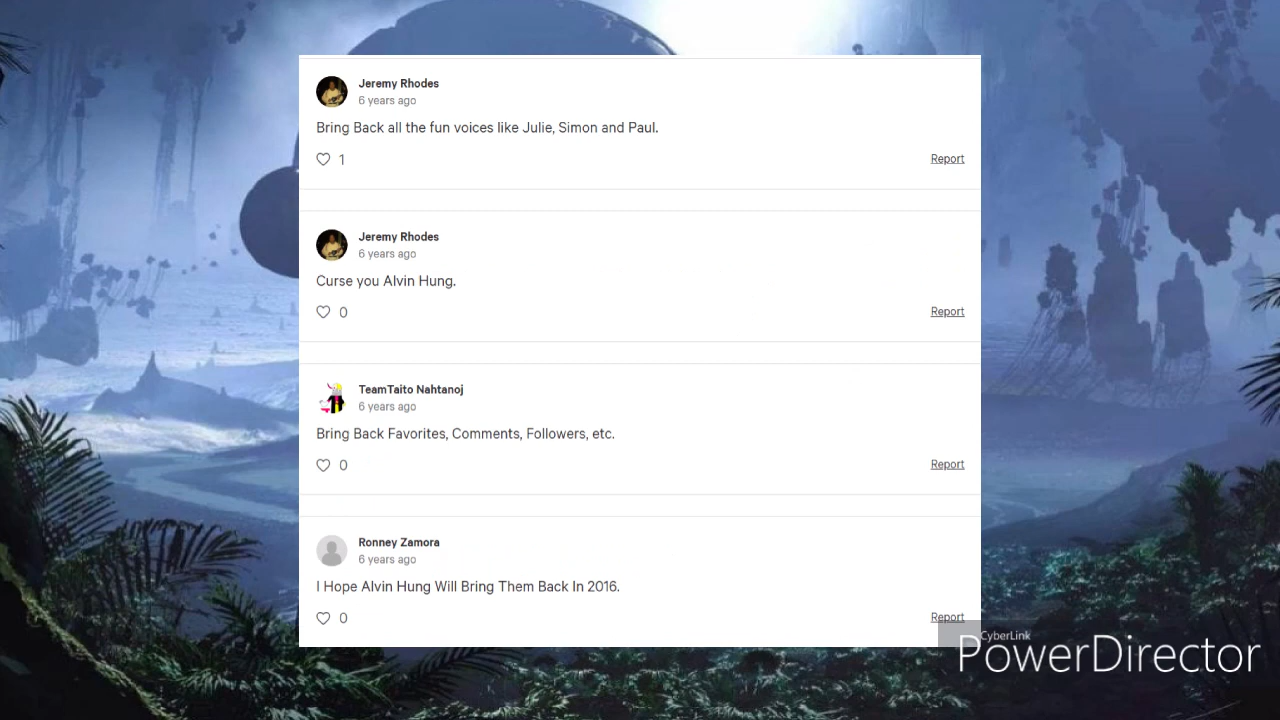 Jeremy Rhodes
6 years ago
Bring Back all the fun voices like Julie, Simon and Paul.
1
Report
Jeremy Rhodes
6 years ago
Curse you Alvin Hung.
0
Report
TeamTaito Nahtanoj
6 years ago
Bring Back Favorites, Comments, Followers, etc.
0
Report
Ronney Zamora
6 years ago
I Hope Alvin Hung Will Bring Them Back In 2016.
0
Report
CyberLink
PowerDirector